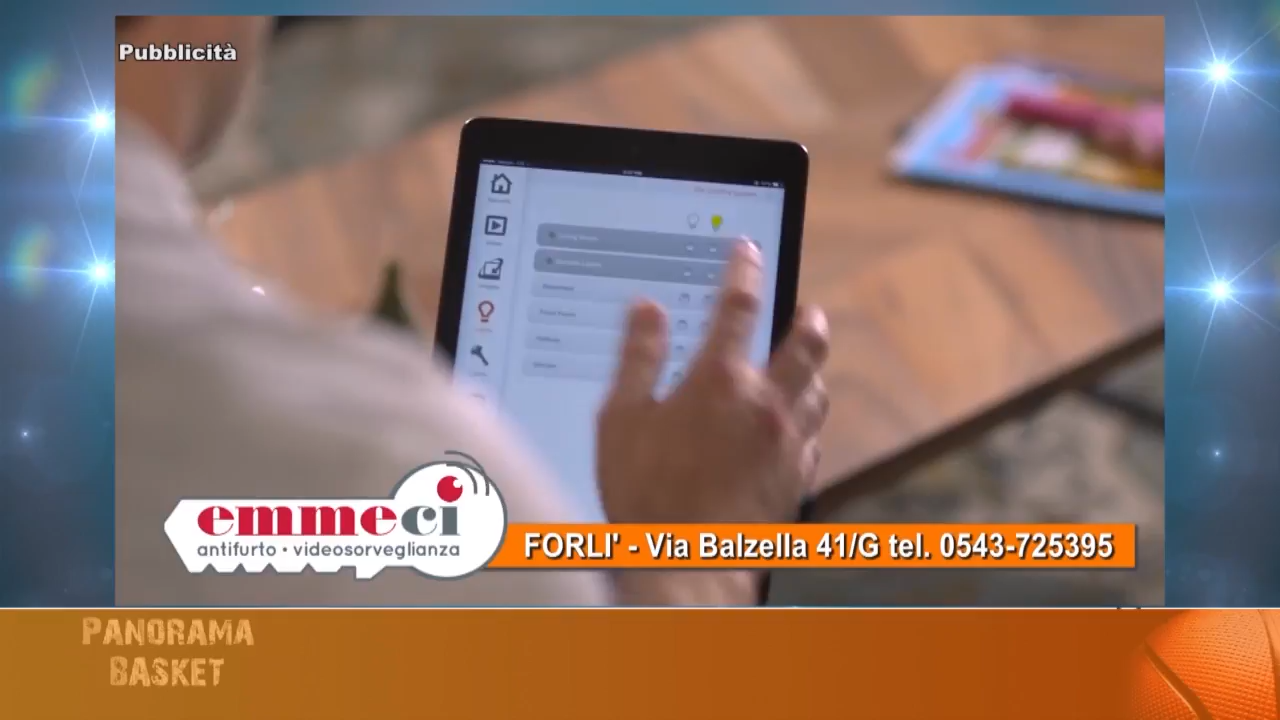 Pubblicità
emmeci
antifurto • videosorveglianza
FORLI' - Via Balzella 41/G tel. 0543-725395
PANORAMA
BASKET